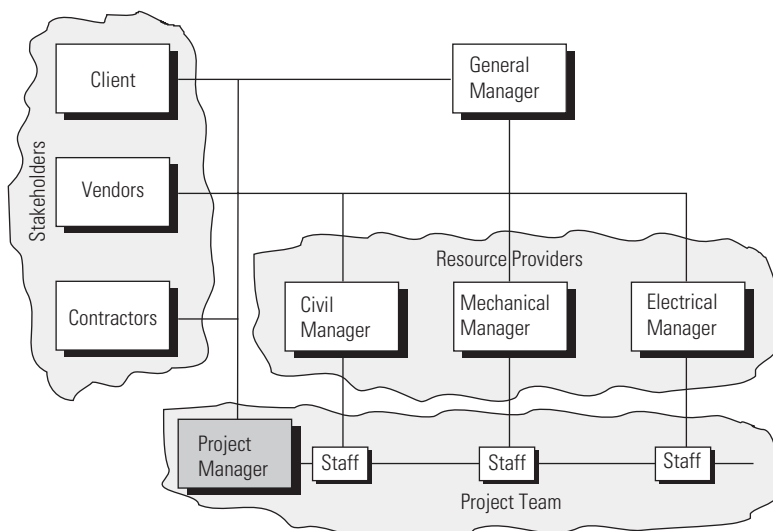 Stakeholders
Client
Vendors
Contractors
General
Manager
Resource Providers
Civil
Manager
Mechanical
Manager
Electrical
Manager
Project
Manager
Staff
Staff
Staff
Project Team